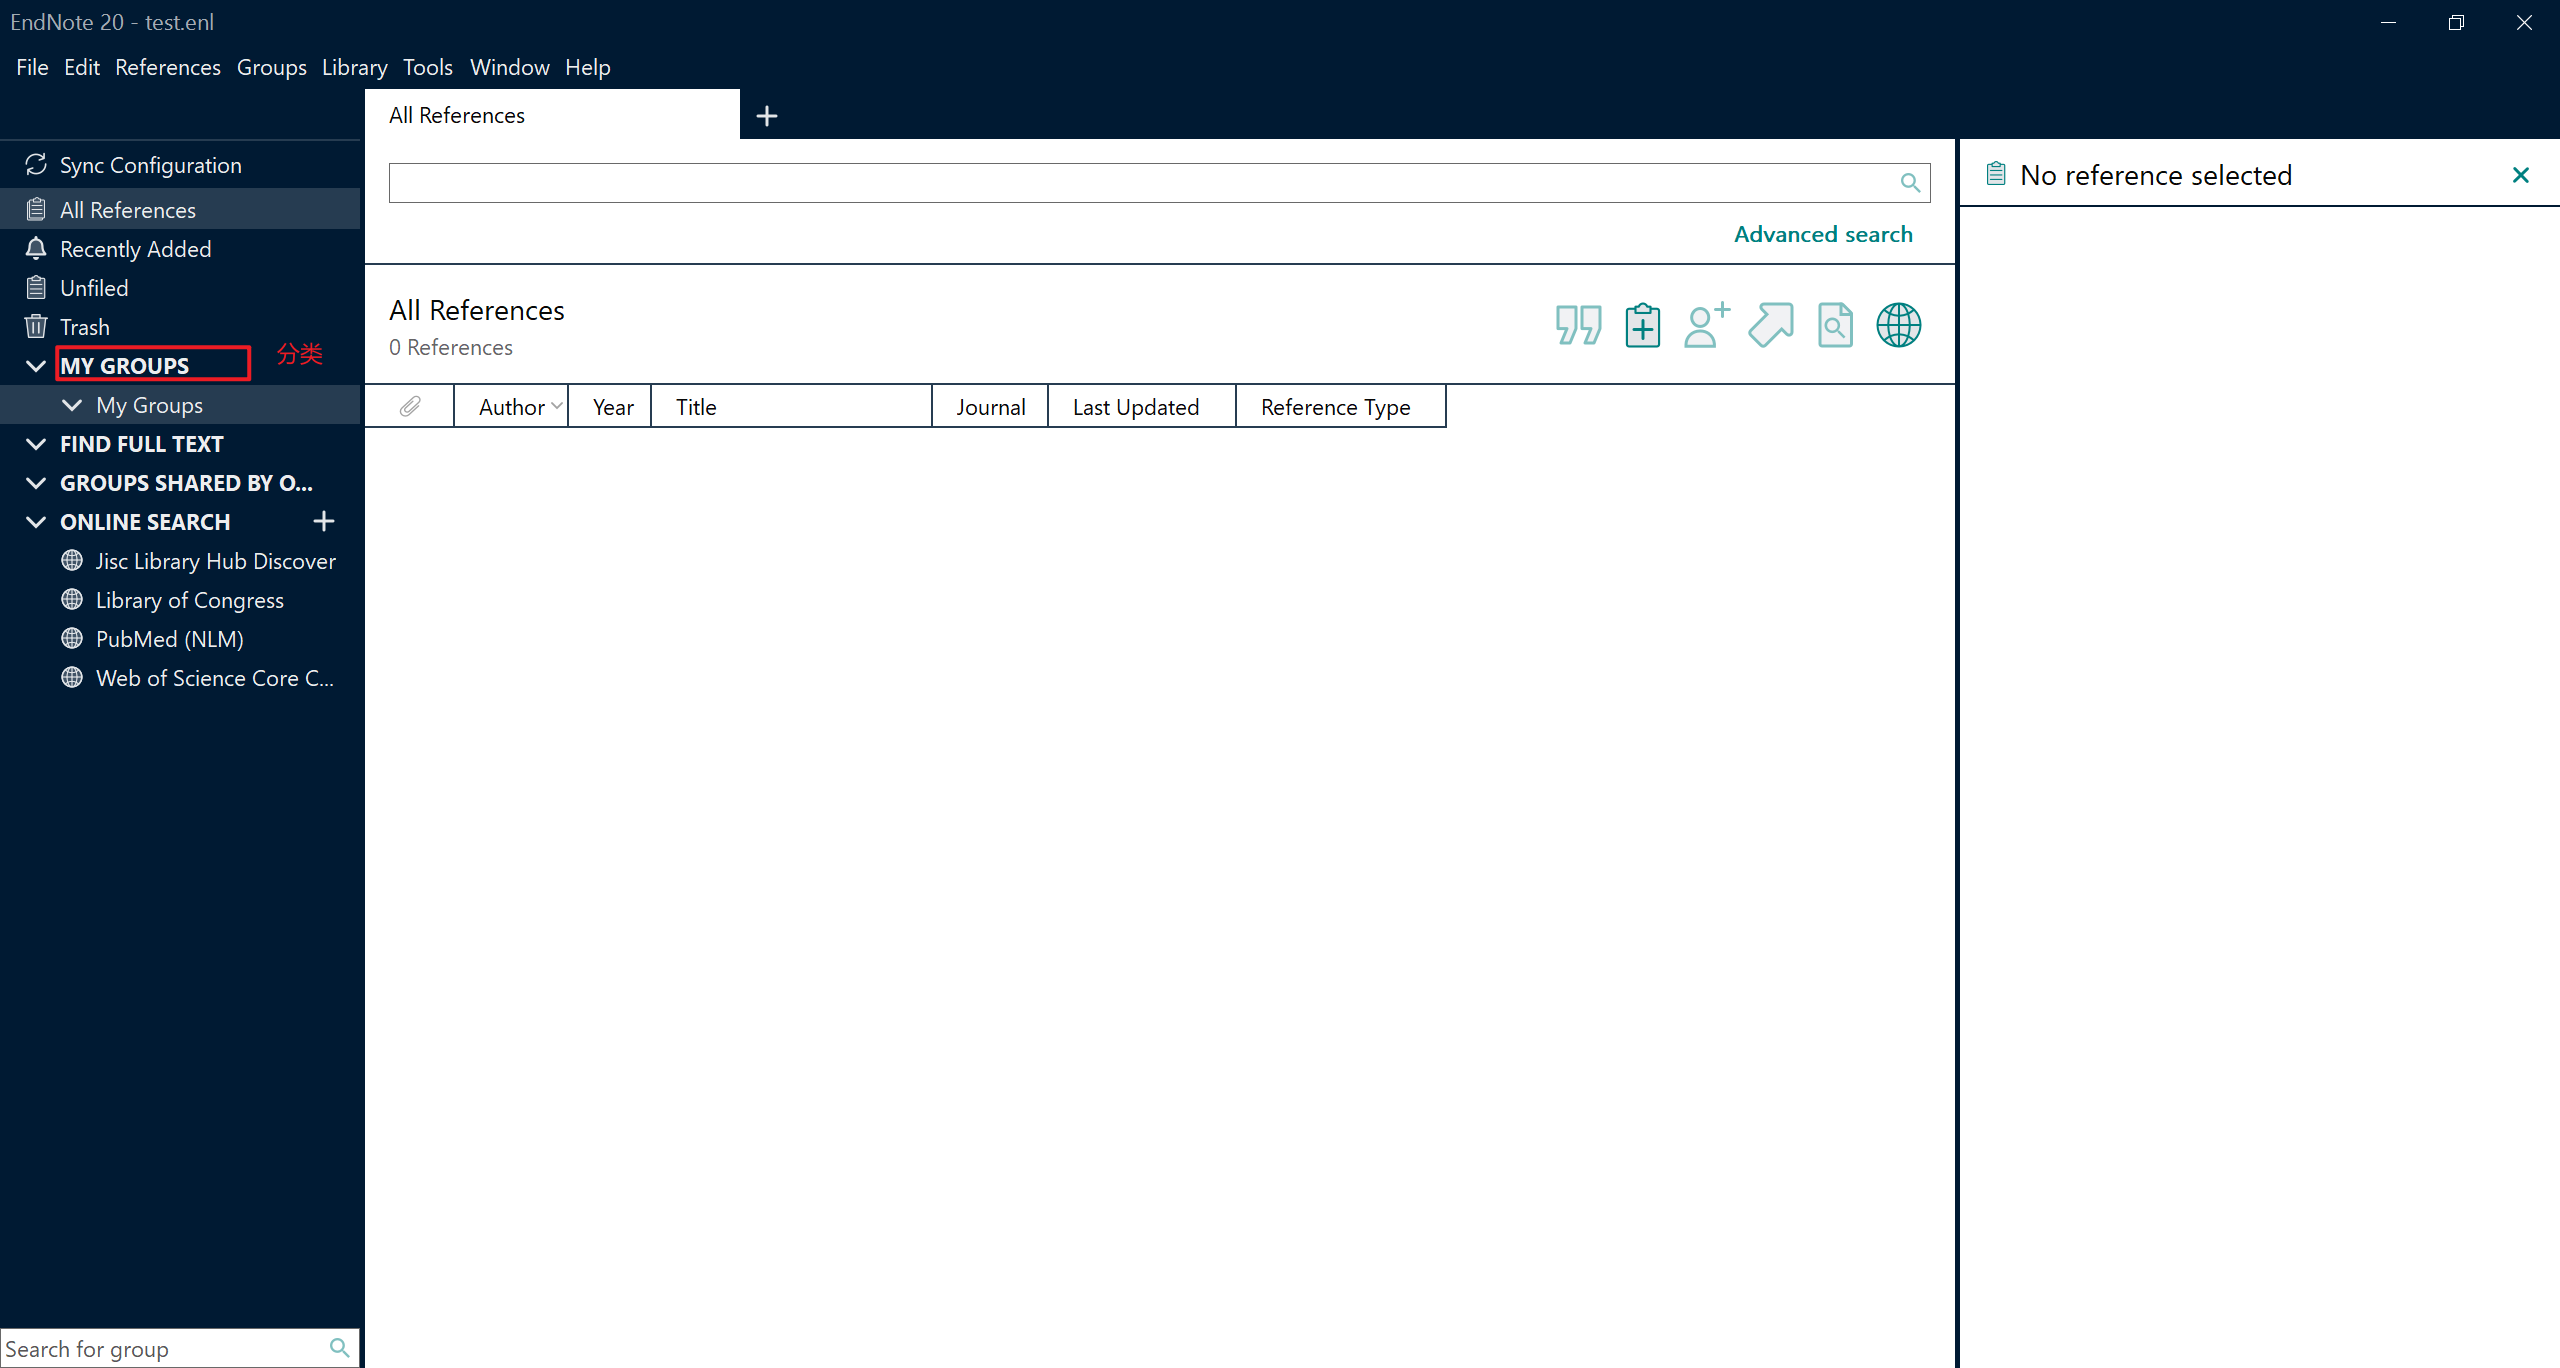 EndNote 20 - test.enl
File Edit References Groups Library Tools Window Help
All References
Sync Configuration
All References
Recently Added
Unfiled
Trash
MY GROUPS 分类
My Groups
FIND FULL TEXT
GROUPS SHARED BY O...
ONLINE SEARCH
Jisc Library Hub Discover
Library of Congress
PubMed (NLM)
Web of Science Core C...
Search for group
Advanced search
All References
0 References
Author Year Title Journal Last Updated Reference Type
No reference selected